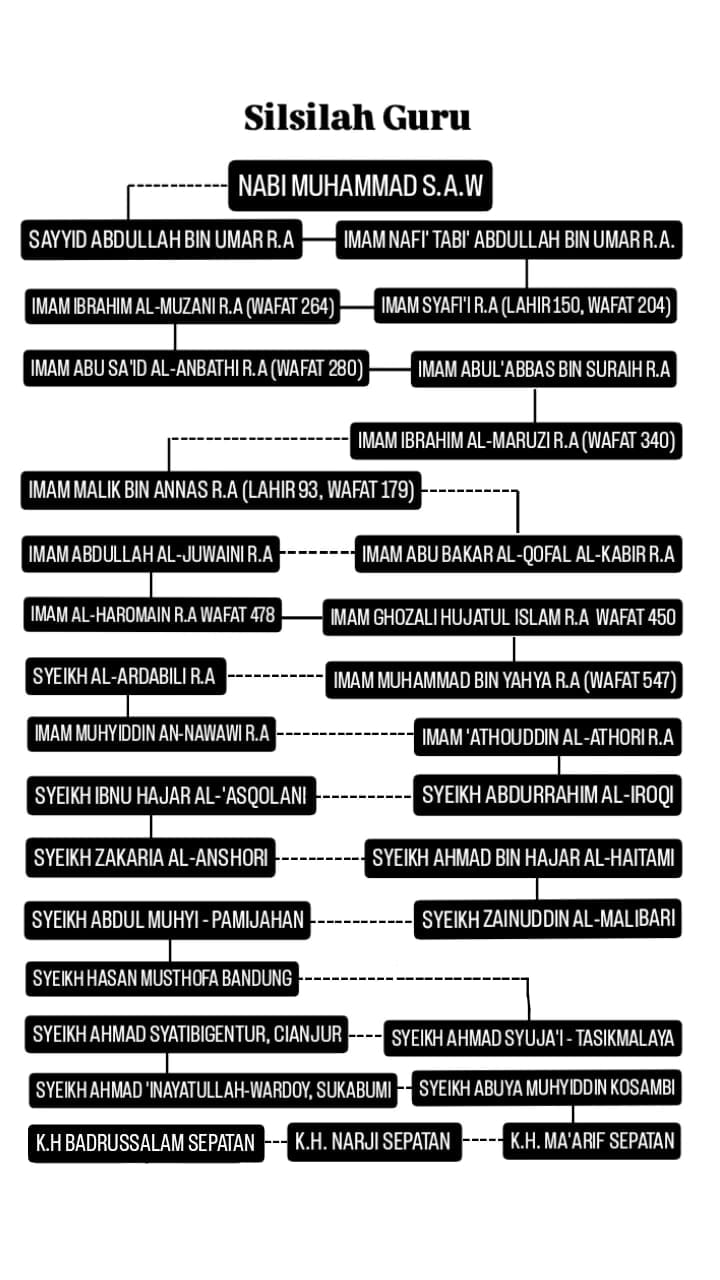 Silsilah Guru
NABI MUHAMMAD S.A.W
SAYYID ABDULLAH BIN UMAR R.A
IMAM NAFI' TABI' ABDULLAH BIN UMAR R.A.
IMAM IBRAHIM AL-MUZANI R.A (WAFAT 264)
IMAM SYAFI'I R.A (LAHIR 150, WAFAT 204)
IMAM ABU SA'ID AL-ANBATHI R.A (WAFAT 280)
IMAM ABUL'ABBAS BIN SURAIH R.A
IMAM IBRAHIM AL-MARUZI R.A (WAFAT 340)
IMAM MALIK BIN ANNAS R.A (LAHIR 93, WAFAT 179)
IMAM ABDULLAH AL-JUWAINI R.A
IMAM ABU BAKAR AL-QOFAL AL-KABIR R.A
IMAM AL-HAROMAIN R.A WAFAT 478
IMAM GHOZALI HUJATUL ISLAM R.A WAFAT 450
SYEIKH AL-ARDABILI R.A
IMAM MUHAMMAD BIN YAHYA R.A (WAFAT 547)
IMAM MUHYIDDIN AN-NAWAWI R.A
IMAM 'ATHOUDDIN AL-ATHORI R.A
SYEIKH IBNU HAJAR AL-'ASQOLANI
SYEIKH ABDURRAHIM AL-IROQI
SYEIKH ZAKARIA AL-ANSHORI
SYEIKH AHMAD BIN HAJAR AL-HAITAMI
SYEIKH ABDUL MUHYI - PAMIJAHAN
SYEIKH ZAINUDDIN AL-MALIBARI
SYEIKH HASAN MUSTHOFA BANDUNG
SYEIKH AHMAD SYATIBIGENTUR, CIANJUR
SYEIKH AHMAD SYUJA'I - TASIKMALAYA
SYEIKH AHMAD 'INAYATULLAH-WARDOY, SUKABUMI
SYEIKH ABUYA MUHYIDDIN KOSAMBI
K.H BADRUSSALAM SEPATAN
K.H. NARJI SEPATAN
K.H. MA'ARIF SEPATAN